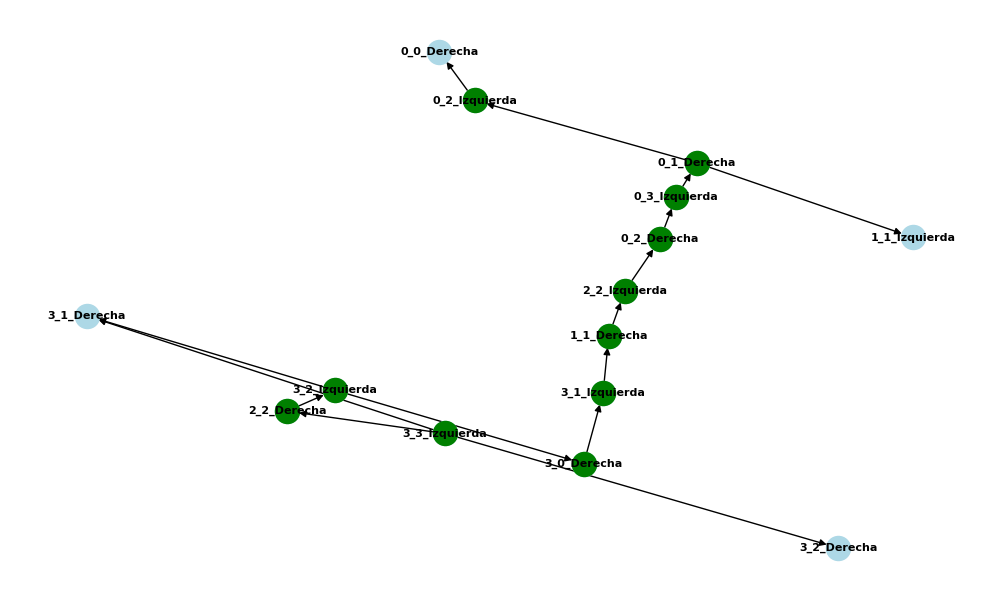 0_0_Derecha
0_2_Izquierda
0_1_Derecha
0_3_Izquierda
0_2_Derecha
1_1_Izquierda
2_2_Izquierda
3_1_Derecha
1_1_Derecha
3_2_Izquierda
3_1_Izquierda
2_2_Derecha
3_3_Izquierda
3_0_Derecha
3_2_Derecha